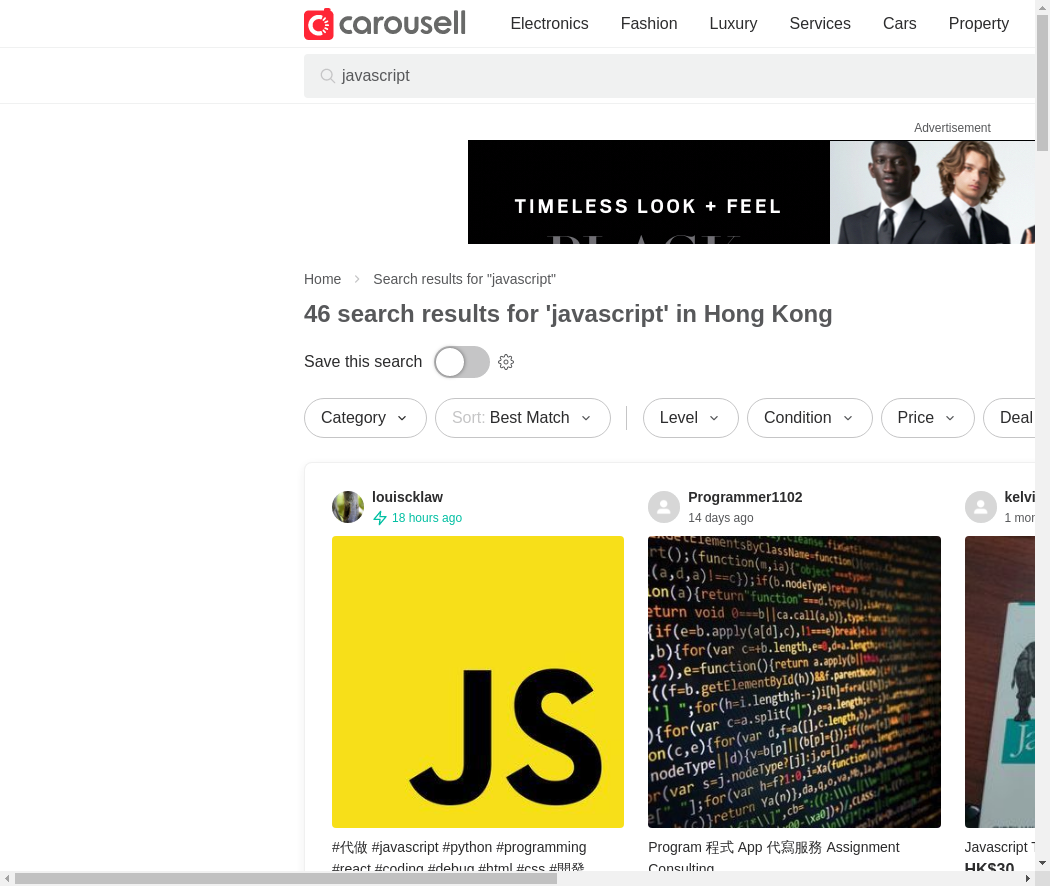 carousell
Electronics Fashion Luxury Services Cars Property
javascript
Advertisement
TIMELESS LOOK + FEEL
BLACK
Home Search results for "javascript"
46 search results for 'javascript' in Hong Kong
Save this search
Category Sort: Best Match Level Condition Price Deal
louiscklaw
18 hours ago
Programmer1102
14 days ago
kelvi
1 mon
JS
#代做 #javascript #python #programming
#react #coding #debug #html #css #開發
Program 程式 App 代寫服務 Assignment
Consulting
Javascript T
HK$30